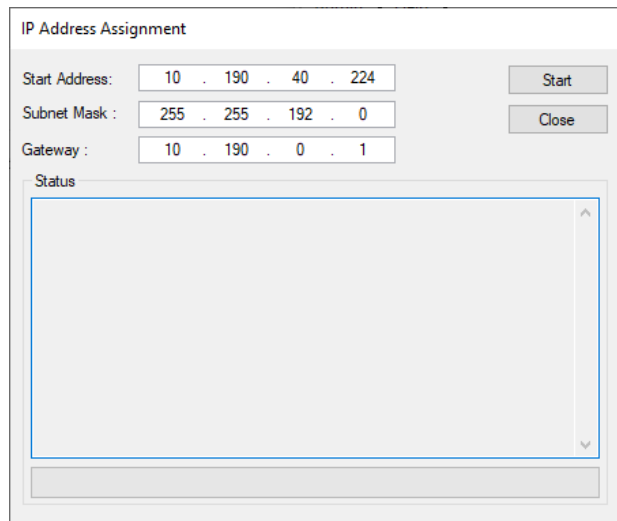 IP Address Assignment
Start Address: 10 . 190 . 40 . 224 Start
Subnet Mask : 255 . 255 . 192 . 0 Close
Gateway : 10 . 190 . 0 . 1
Status